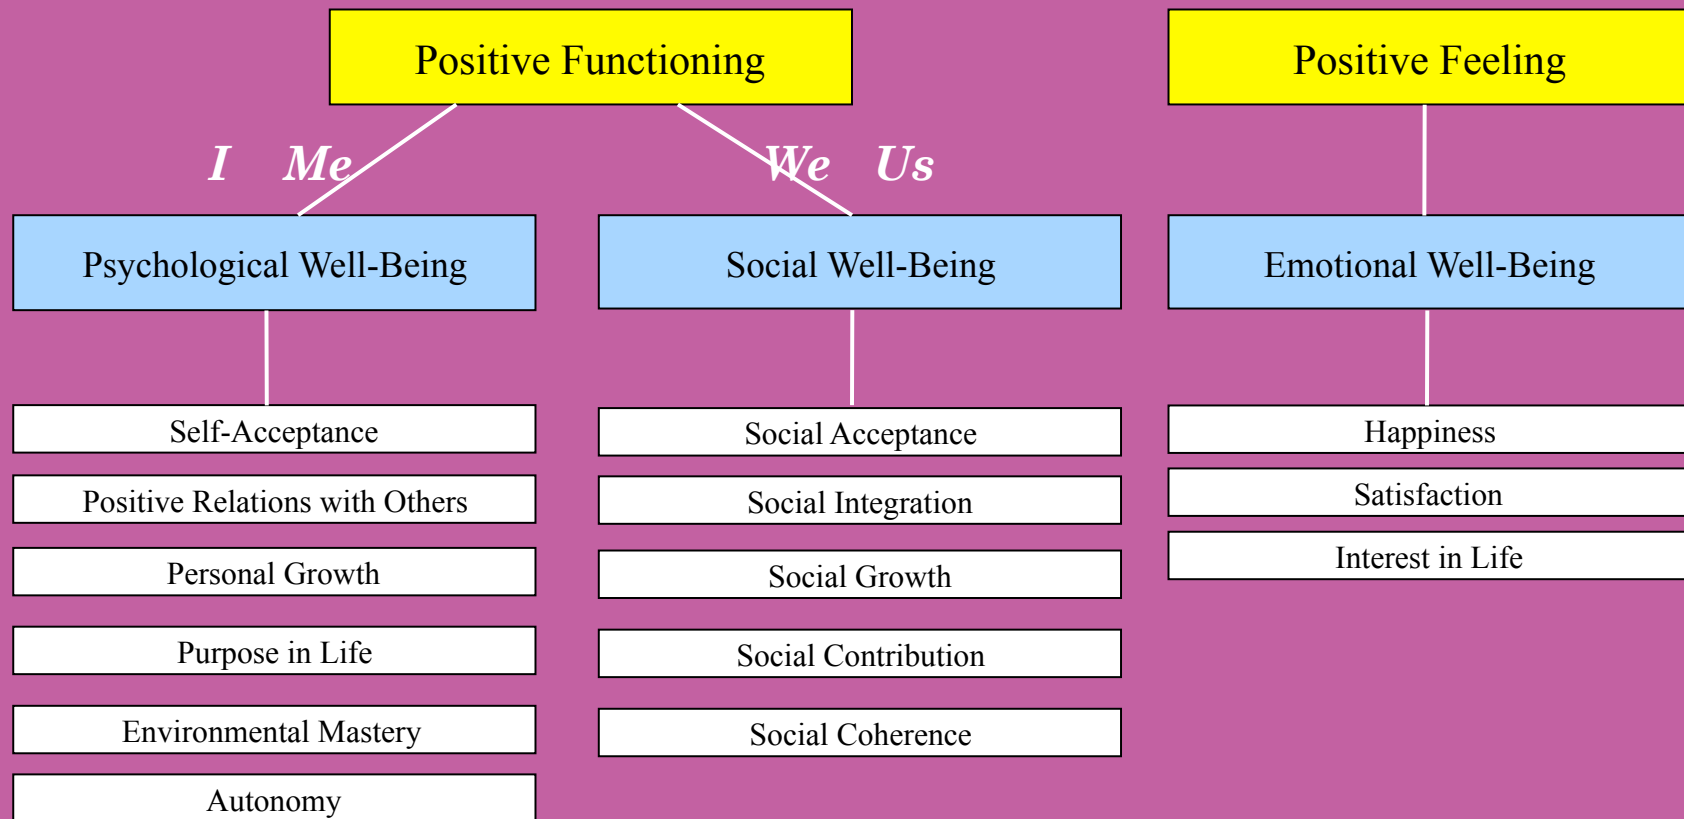 Positive Functioning
Positive Feeling
I Me
We Us
Psychological Well-Being
Social Well-Being
Emotional Well-Being
Self-Acceptance
Positive Relations with Others
Personal Growth
Purpose in Life
Environmental Mastery
Autonomy
Social Acceptance
Social Integration
Social Growth
Social Contribution
Social Coherence
Happiness
Satisfaction
Interest in Life